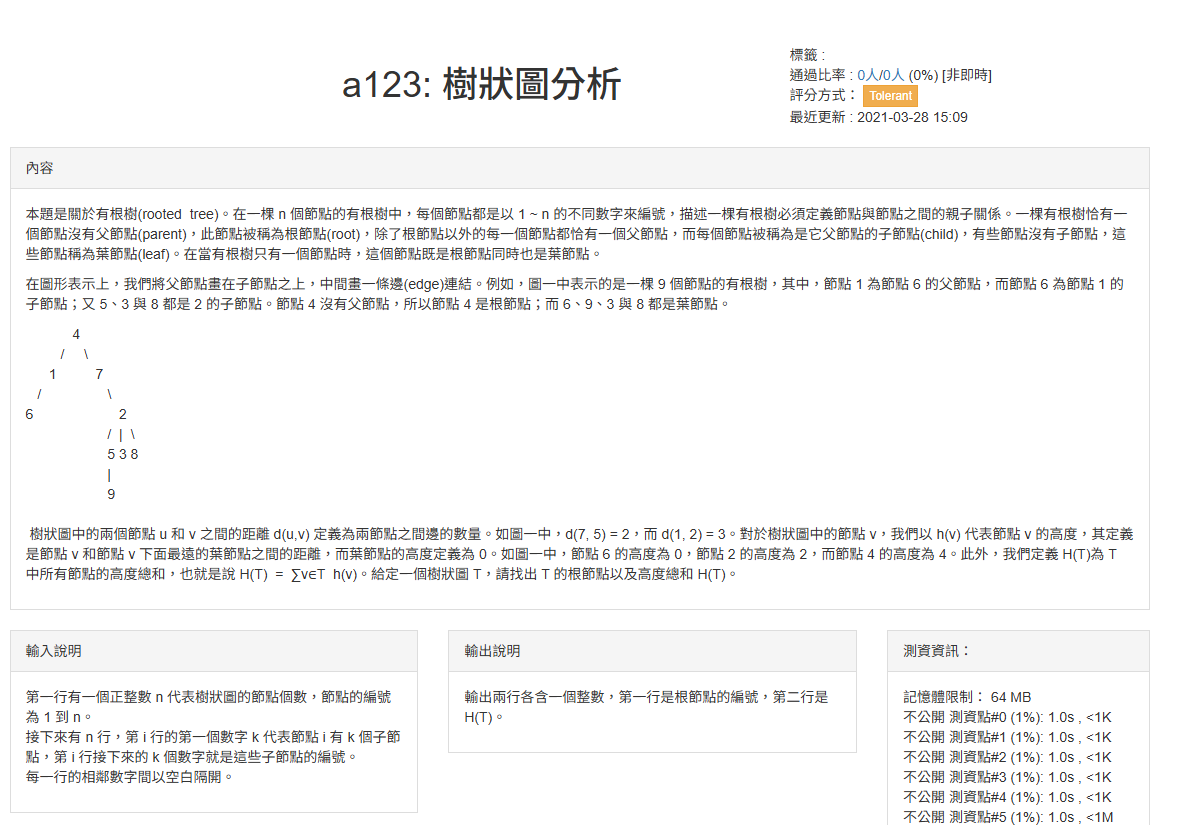 a123: 樹狀圖分析
標籤 :
通過比率 : 0人/0人 (0%) [非即時]
評分方式： Tolerant
最近更新 : 2021-03-28 15:09
內容
本題是關於有根樹(rooted  tree)。在一棵 n 個節點的有根樹中，每個節點都是以 1 ~ n 的不同數字來編號，描述一棵有根樹必須定義節點與節點之間的親子關係。一棵有根樹恰有一
個節點沒有父節點(parent)，此節點被稱為根節點(root)，除了根節點以外的每一個節點都恰有一個父節點，而每個節點被稱為是它父節點的子節點(child)，有些節點沒有子節點，這
些節點稱為葉節點(leaf)。在當有根樹只有一個節點時，這個節點既是根節點同時也是葉節點。
在圖形表示上，我們將父節點畫在子節點之上，中間畫一條邊(edge)連結。例如，圖一中表示的是一棵 9 個節點的有根樹，其中，節點 1 為節點 6 的父節點，而節點 6 為節點 1 的
子節點；又 5、3 與 8 都是 2 的子節點。節點 4 沒有父節點，所以節點 4 是根節點；而 6、9、3 與 8 都是葉節點。
4
/ \
1 7
/ \
6 2
/ | \
5 3 8
|
9
樹狀圖中的兩個節點 u 和 v 之間的距離 d(u,v) 定義為兩節點之間邊的數量。如圖一中，d(7, 5) = 2，而 d(1, 2) = 3。對於樹狀圖中的節點 v，我們以 h(v) 代表節點 v 的高度，其定義
是節點 v 和節點 v 下面最遠的葉節點之間的距離，而葉節點的高度定義為 0。如圖一中，節點 6 的高度為 0，節點 2 的高度為 2，而節點 4 的高度為 4。此外，我們定義 H(T)為 T
中所有節點的高度總和，也就是說 H(T)  =  ∑v∈T  h(v)。給定一個樹狀圖 T，請找出 T 的根節點以及高度總和 H(T)。
輸入說明
第一行有一個正整數 n 代表樹狀圖的節點個數，節點的編號
為 1 到 n。
接下來有 n 行，第 i 行的第一個數字 k 代表節點 i 有 k 個子節
點，第 i 行接下來的 k 個數字就是這些子節點的編號。
每一行的相鄰數字間以空白隔開。
輸出說明
輸出兩行各含一個整數，第一行是根節點的編號，第二行是
H(T)。
測資資訊：
記憶體限制： 64 MB
不公開 測資點#0 (1%): 1.0s , <1K
不公開 測資點#1 (1%): 1.0s , <1K
不公開 測資點#2 (1%): 1.0s , <1K
不公開 測資點#3 (1%): 1.0s , <1K
不公開 測資點#4 (1%): 1.0s , <1K
不公開 測資點#5 (1%): 1.0s , <1M